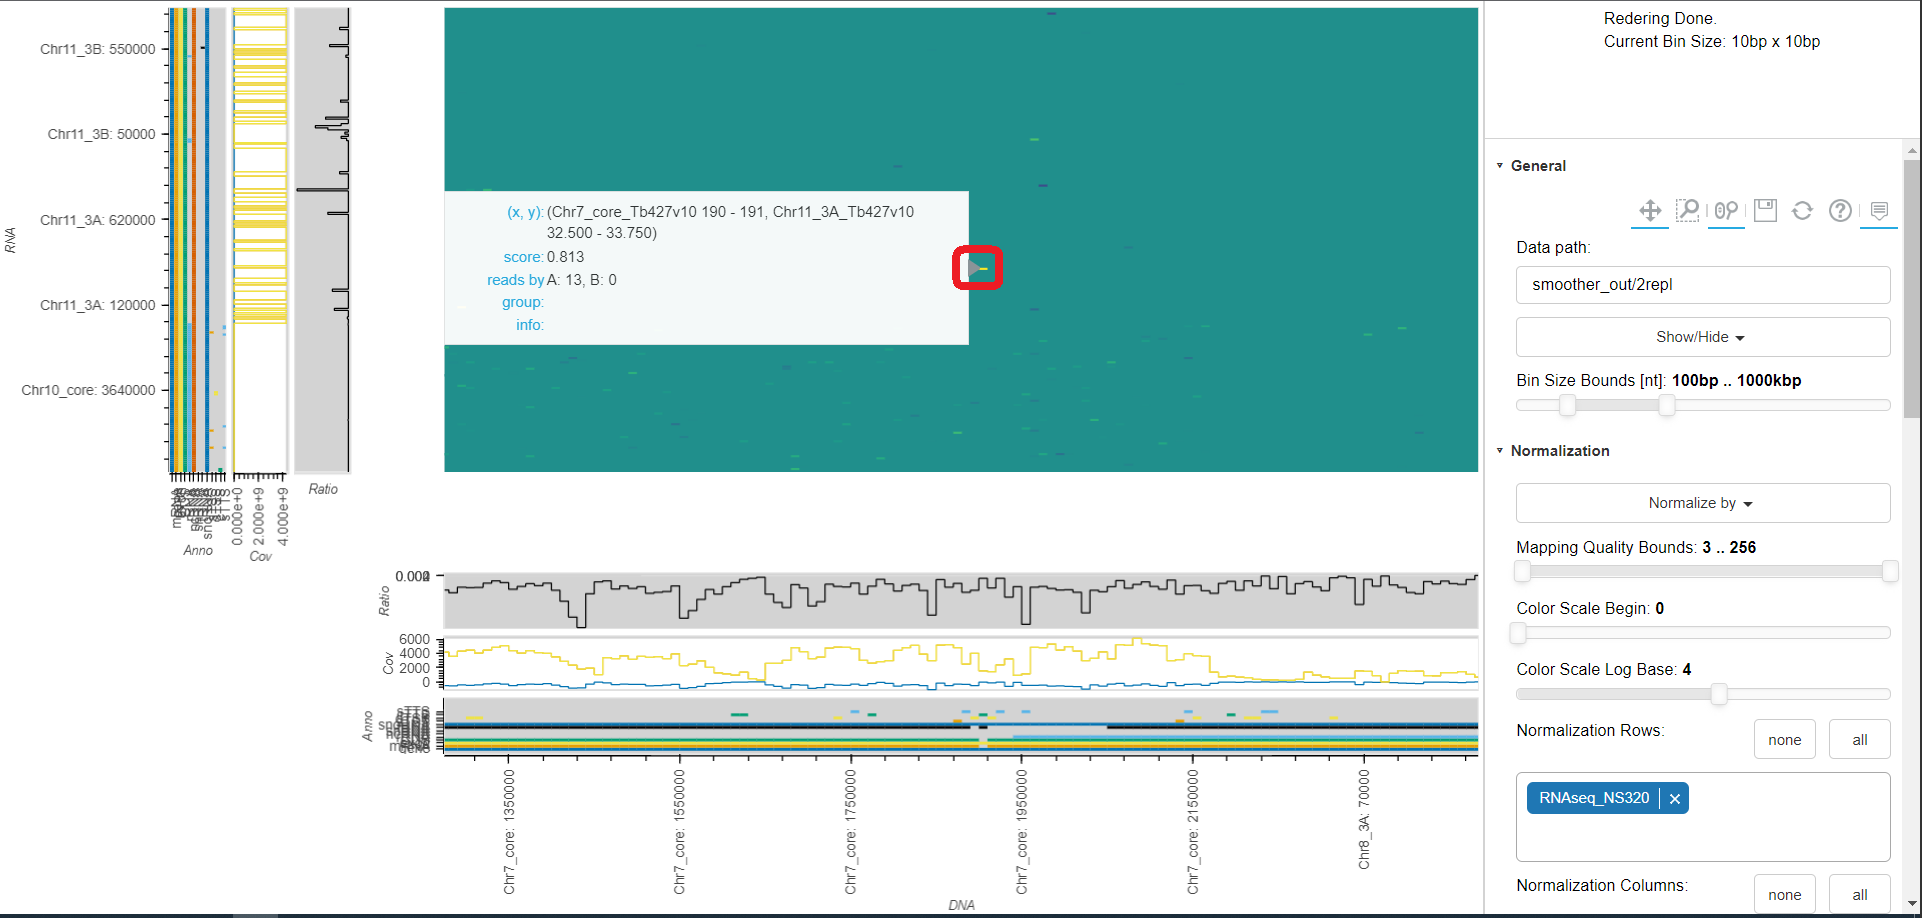 Redering Done.
Current Bin Size: 10bp x 10bp
General
Data path:
smoother_out/2repl
Show/Hide
Bin Size Bounds [nt]: 100bp .. 1000kbp
Normalization
Normalize by
Mapping Quality Bounds: 3 .. 256
Color Scale Begin: 0
Color Scale Log Base: 4
Normalization Rows:
none
all
RNAseq_NS320
Normalization Columns:
none
all
RNA
Chr11_3B: 550000
Chr11_3B: 50000
Chr11_3A: 620000
Chr11_3A: 120000
Chr10_core: 3640000
Anno
0.000e+0
2.000e+9
4.000e+9
Cov
Ratio
(x, y): (Chr7_core_Tb427v10 190 - 191, Chr11_3A_Tb427v10
32.500 - 33.750)
score: 0.813
reads by A: 13, B: 0
group:
info:
Ratio
Cov
6000
4000
2000
0
Anno
Chr7_core: 1350000
Chr7_core: 1550000
Chr7_core: 1750000
Chr7_core: 1950000
Chr7_core: 2150000
Chr8_3A: 70000
DNA